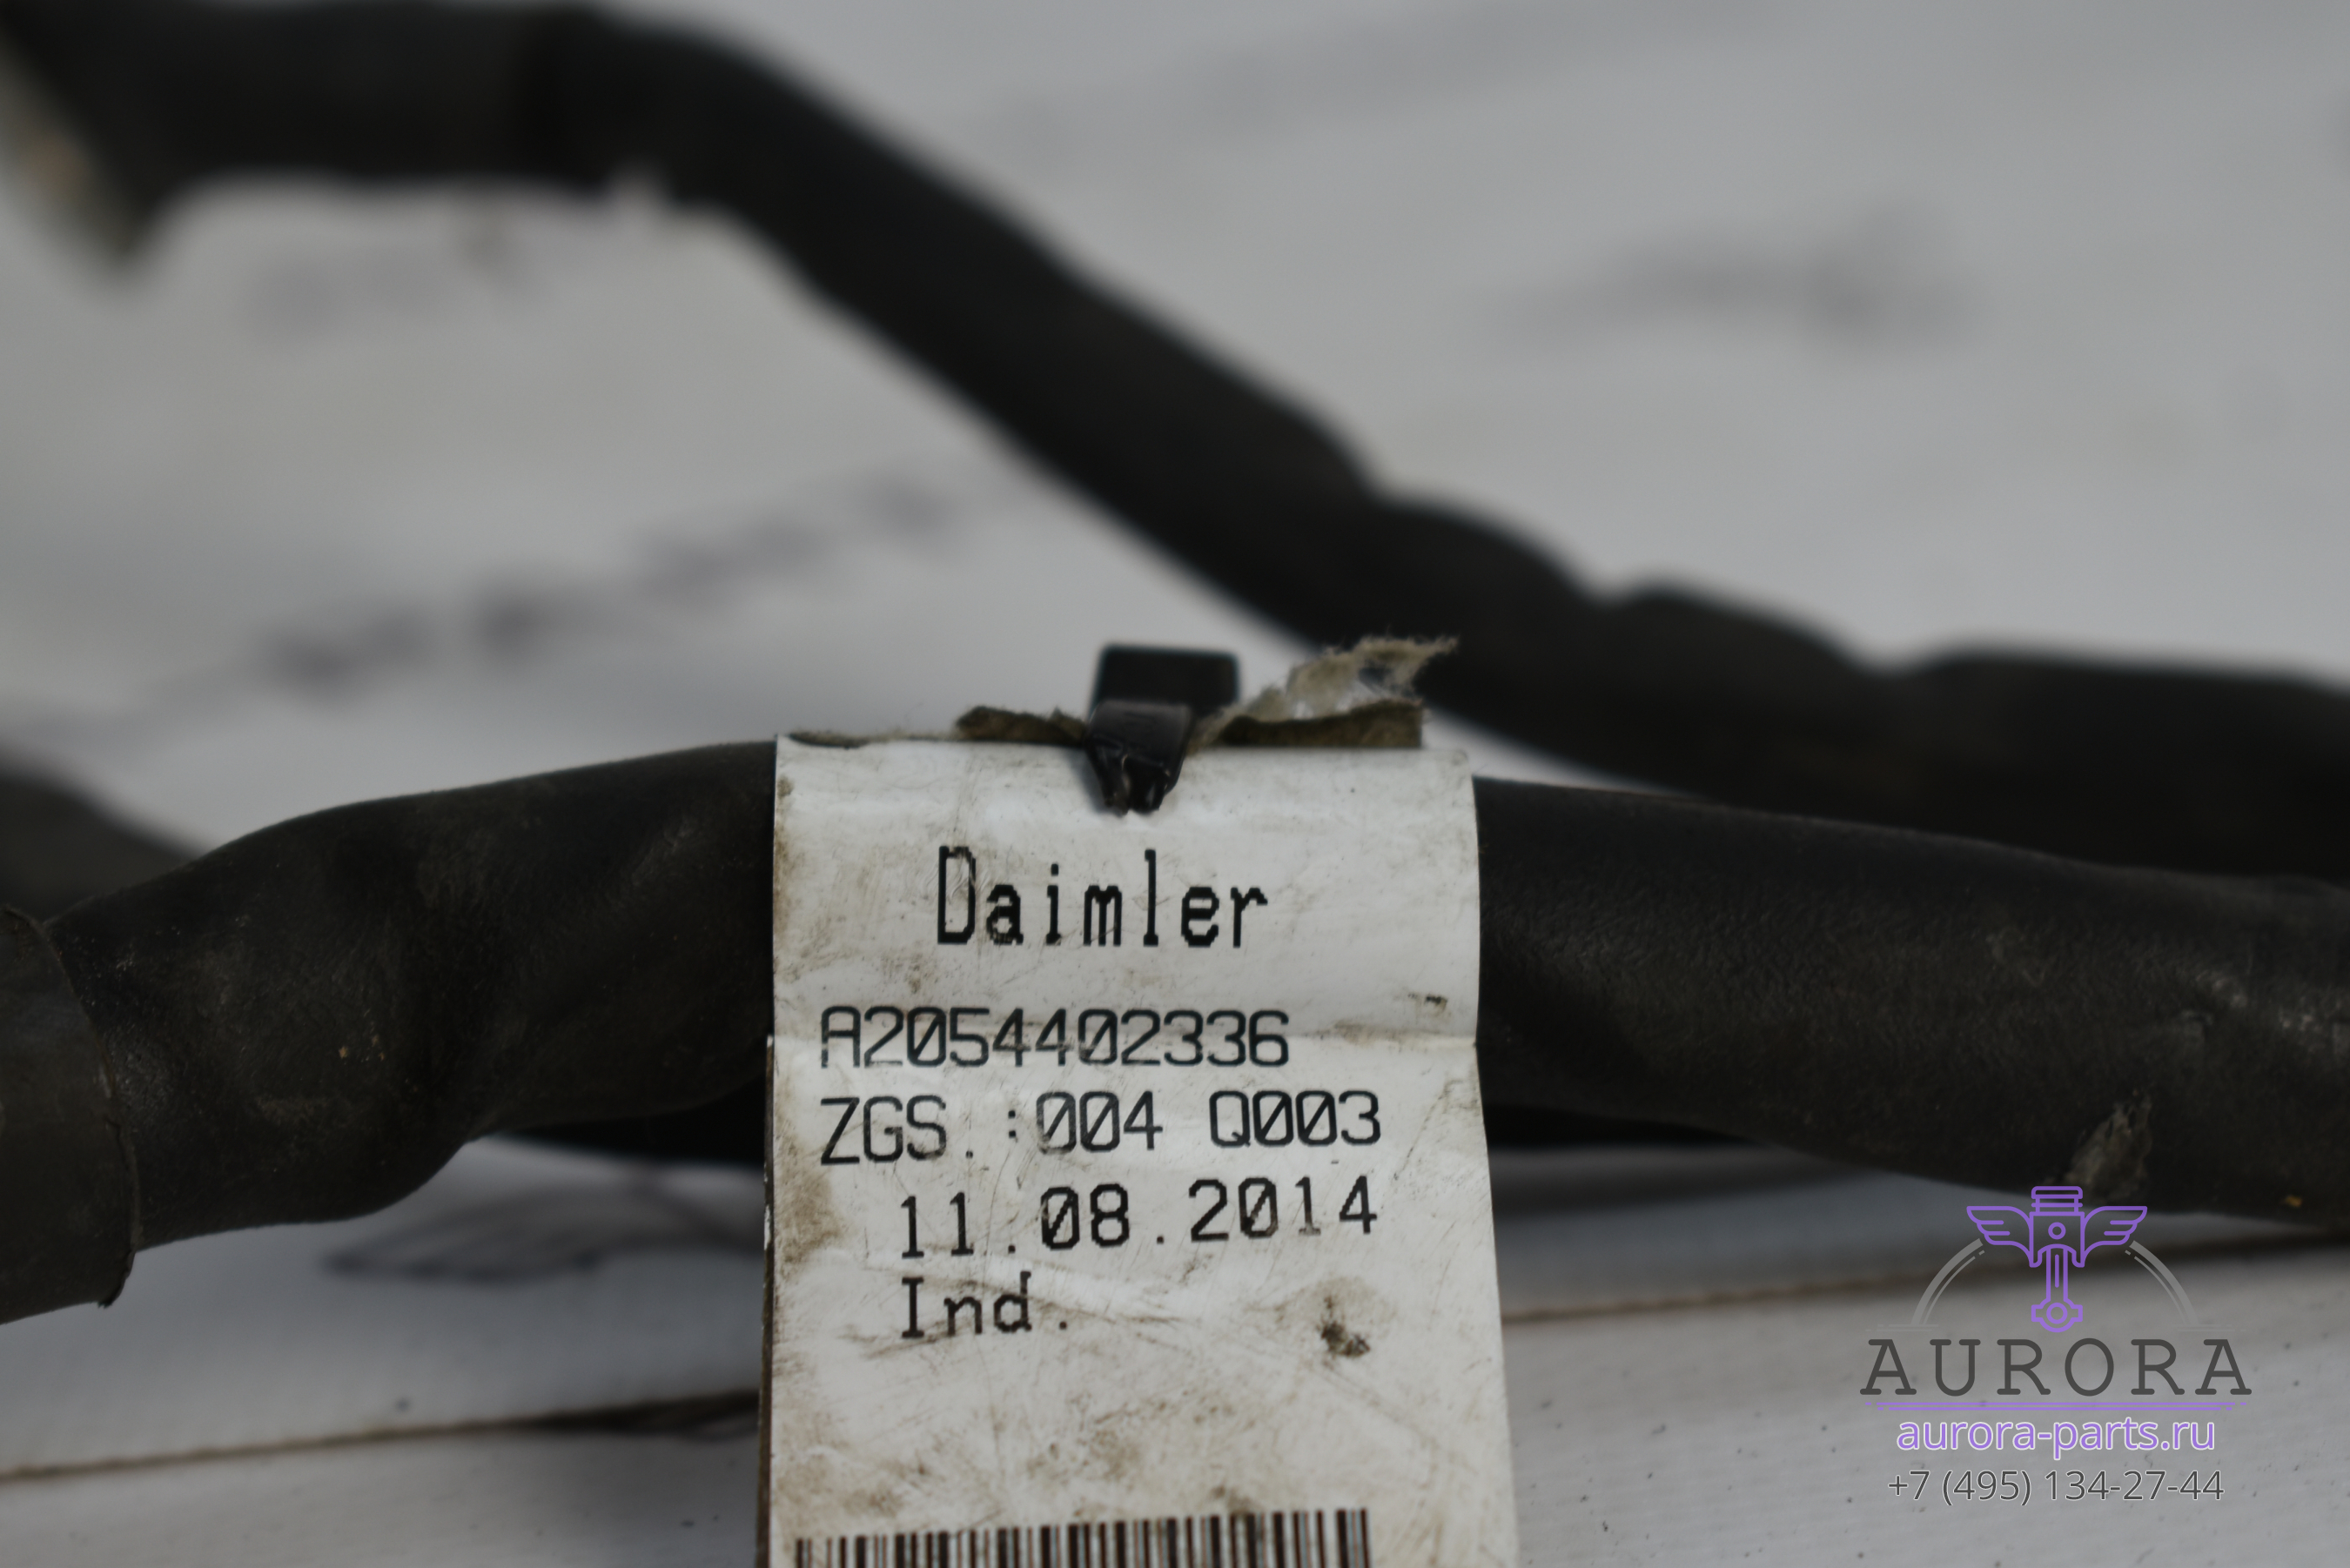 Daimler
A2054402336
ZGS. :004 Q003
11.08.2014
Ind.
AURORA
aurora-parts.ru
+7 (495) 134-27-44